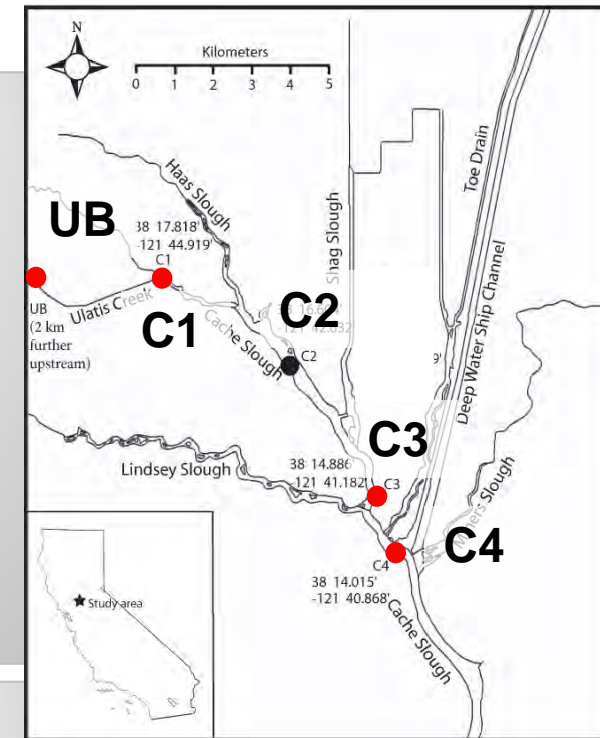 N
Kilometers
0 1 2 3 4 5
Haas Slough
Toe Drain
UB
38 17.818'
-121 44.919'
C1
Shag Slough
UB
(2 km
further
upstream)
Ulatis Creek
C1
C2
Cache Slough
C2
9'
Deep Water Ship Channel
C3
Lindsey Slough
38 14.886
-121 41.182'
C3
Slough
C4
C4
38 14.015'
-121 40.868'
Cache Slough
Study area